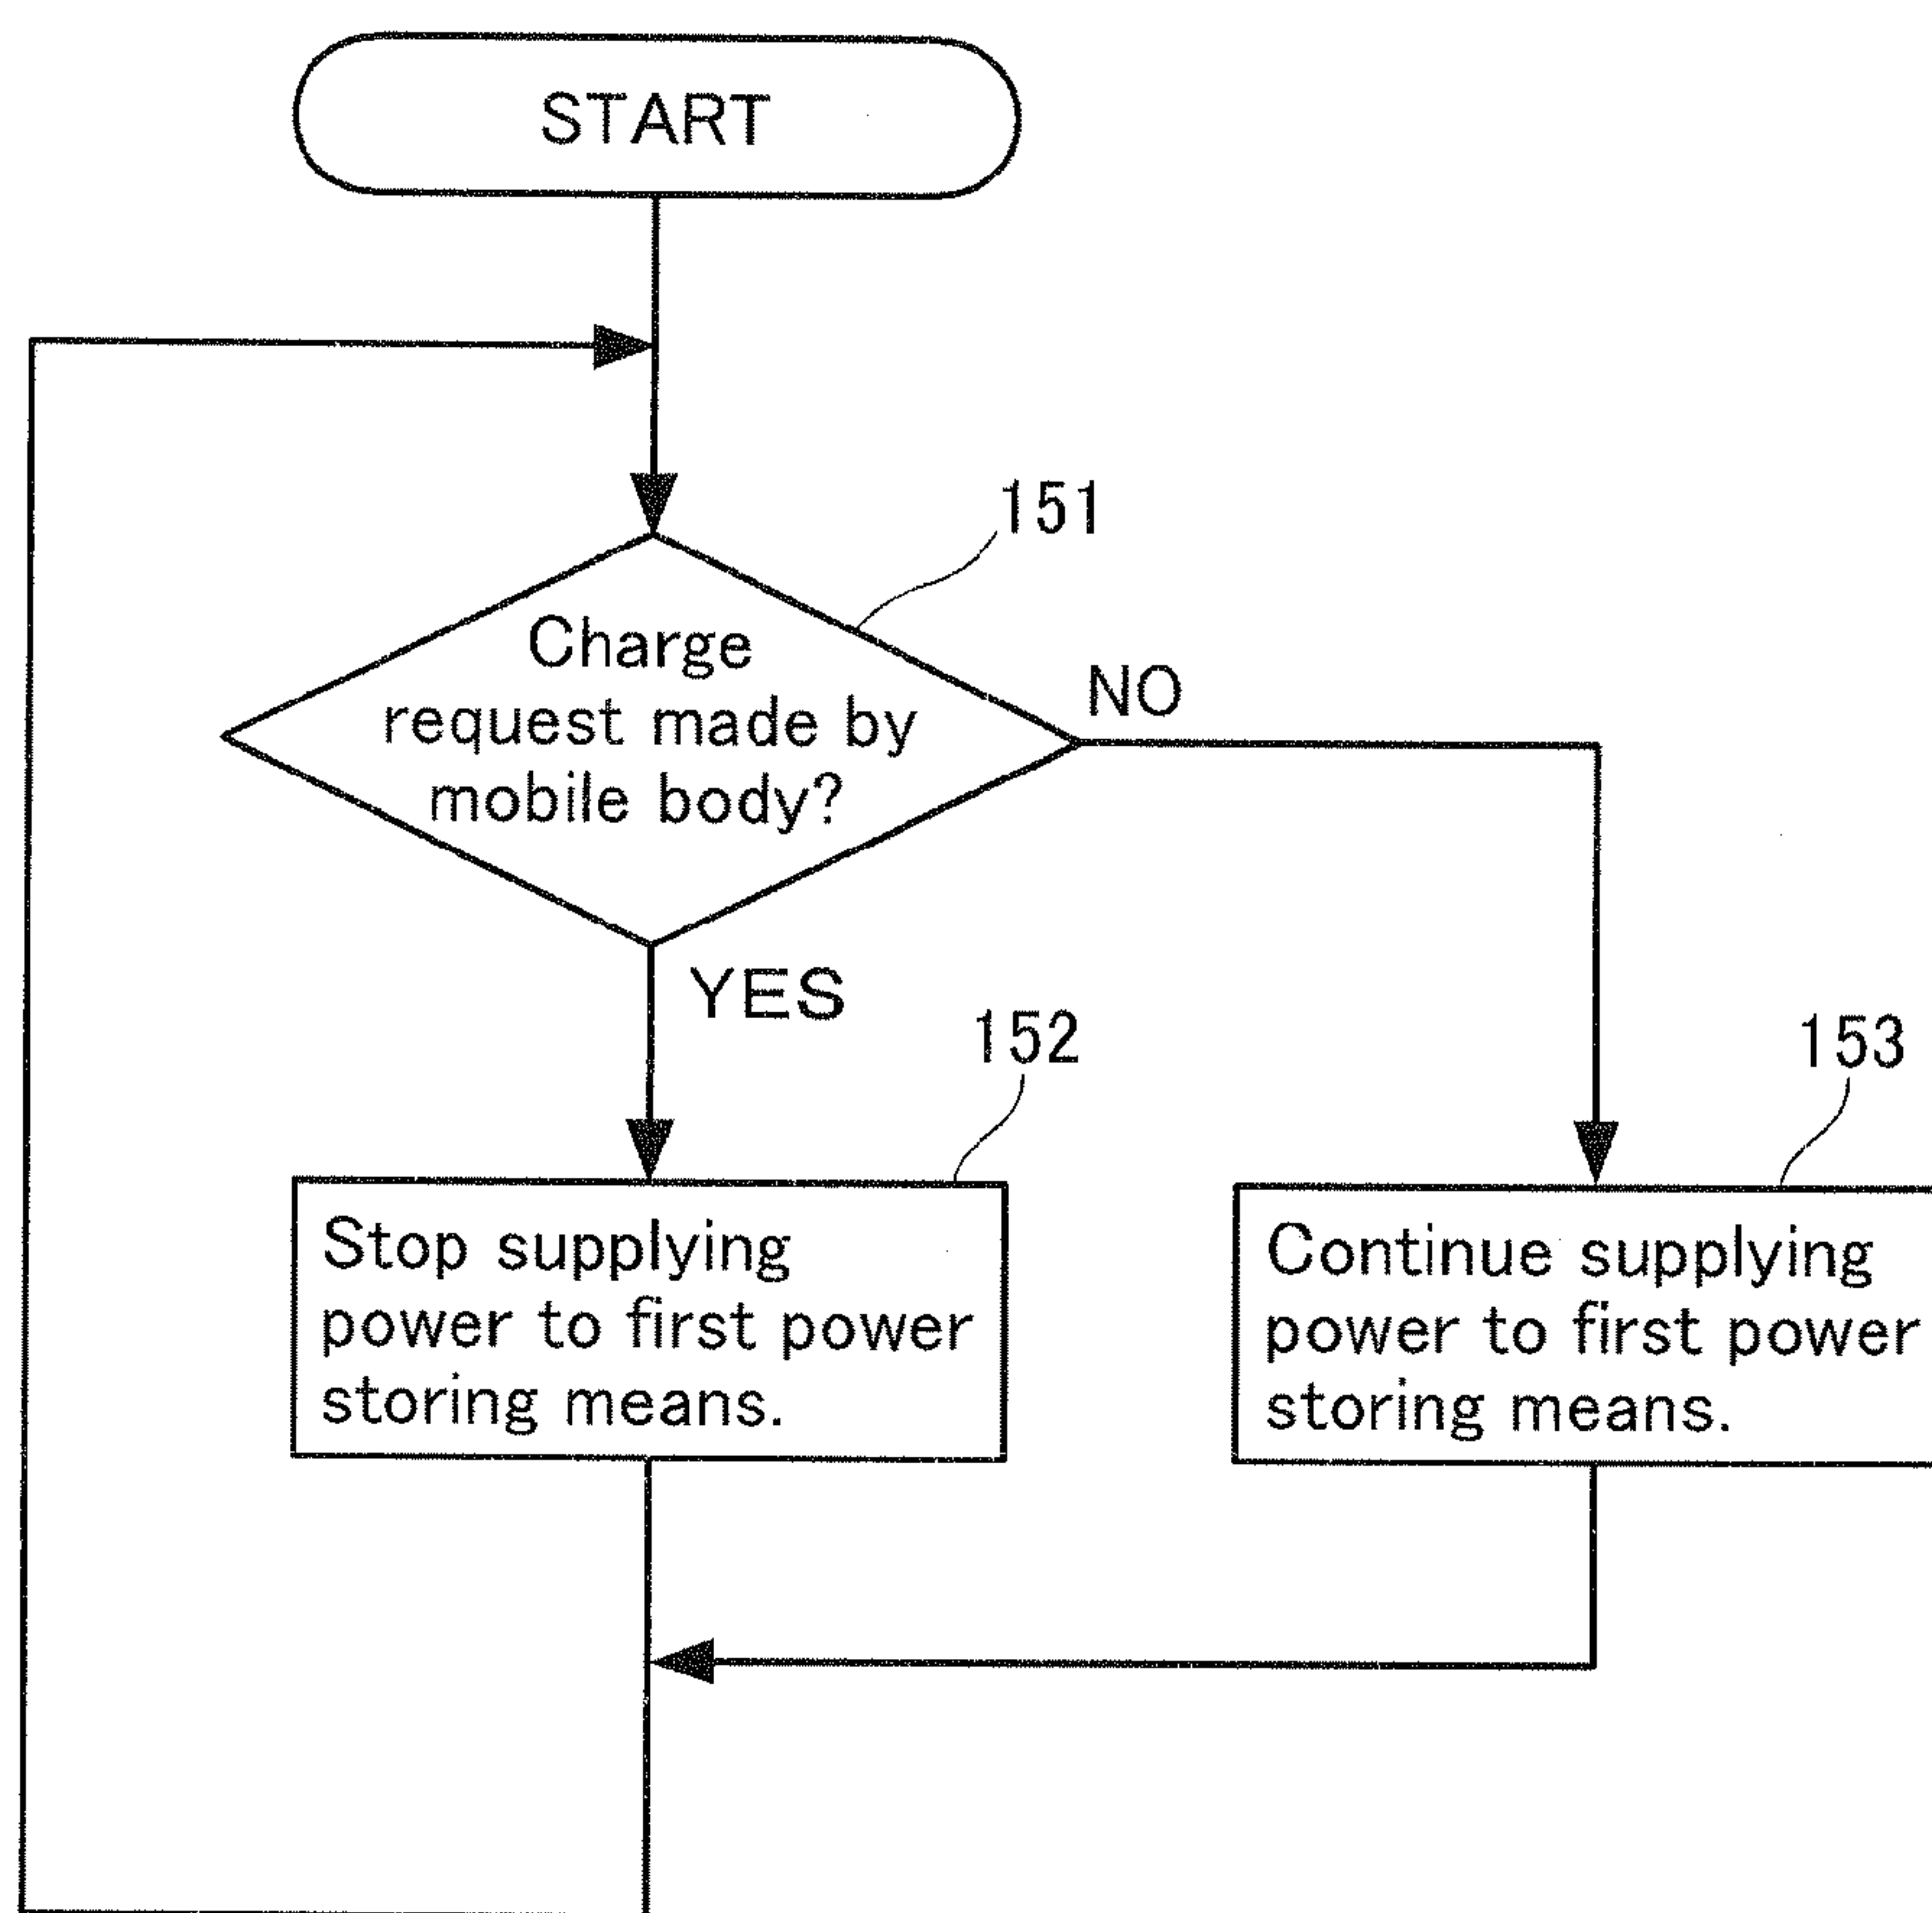 START
151
Charge
request made by
mobile body?
NO
YES
152
153
Stop supplying
power to first power
storing means.
Continue supplying
power to first power
storing means.